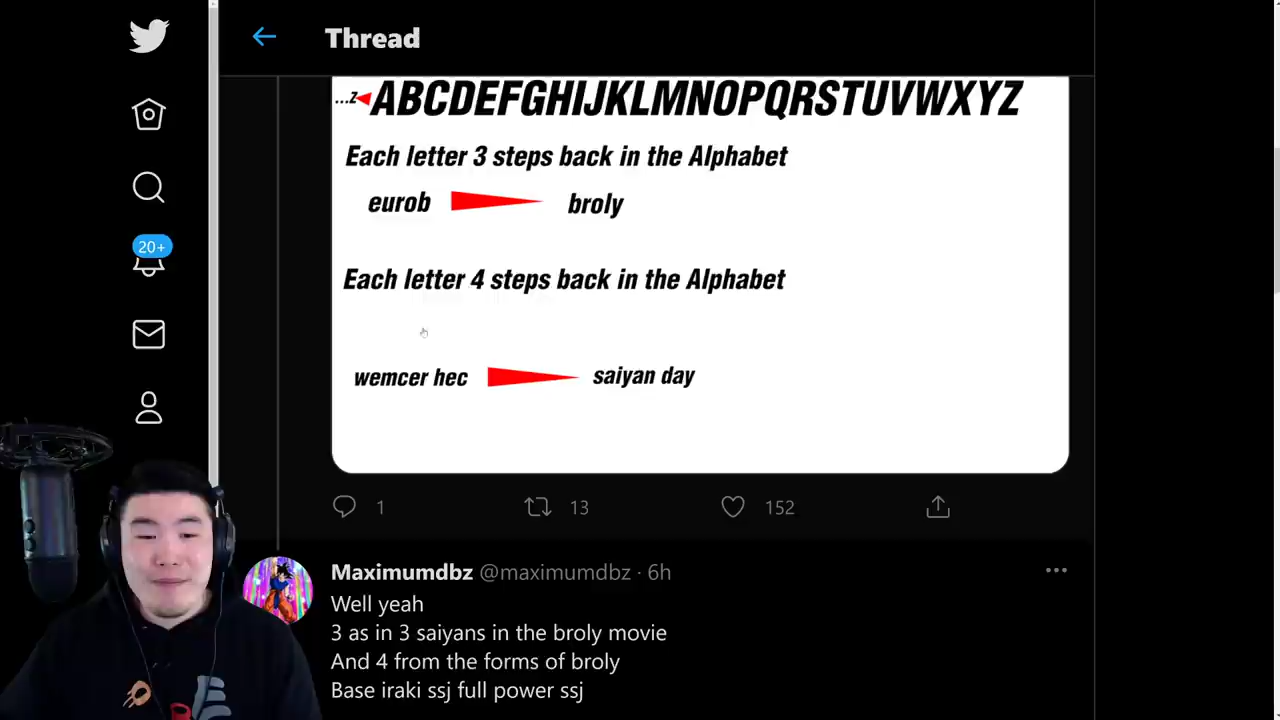 Thread
...Z ABCDEFGHIJKLMNOPQRSTUVWXYZ
Each letter 3 steps back in the Alphabet
eurob broly
Each letter 4 steps back in the Alphabet
wemcer hec saiyan day
20+
1 13 152
Maximumdbz @maximumdbz · 6h
Well yeah
3 as in 3 saiyans in the broly movie
And 4 from the forms of broly
Base iraki ssj full power ssj